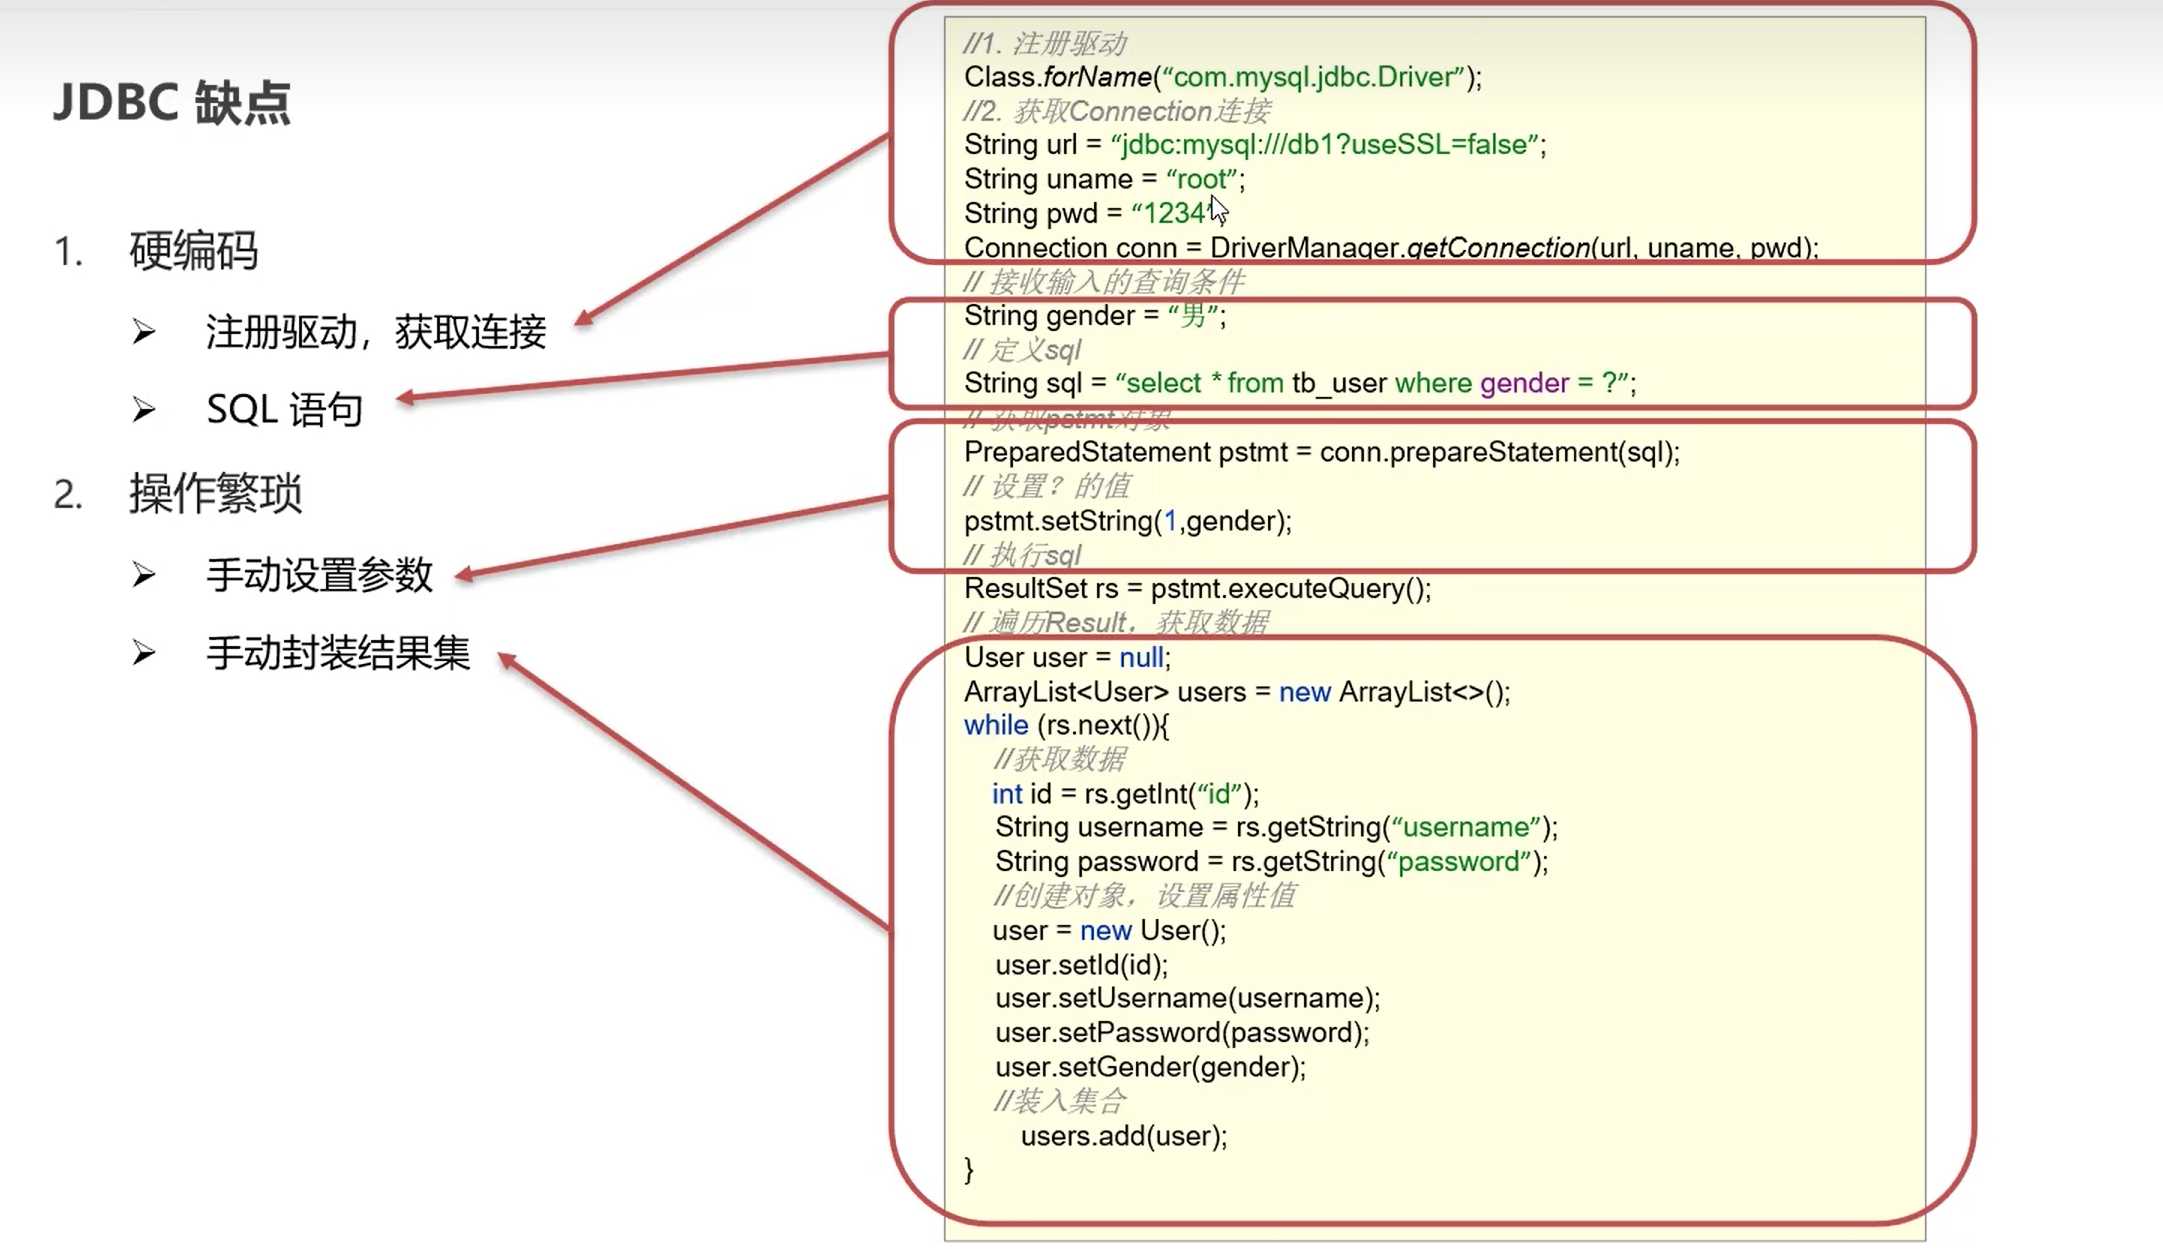 JDBC 缺点
1. 硬编码
注册驱动，获取连接
SQL 语句
2. 操作繁琐
手动设置参数
手动封装结果集
//1. 注册驱动
Class.forName(“com.mysql.jdbc.Driver”);
//2. 获取Connection连接
String url = “jdbc:mysql:///db1?useSSL=false”;
String uname = “root”;
String pwd = “1234”
Connection conn = DriverManager.getConnection(url, uname, pwd);
// 接收输入的查询条件
String gender = “男”;
// 定义sql
String sql = “select * from tb_user where gender = ?”;
// 获取pstmt对象
PreparedStatement pstmt = conn.prepareStatement(sql);
// 设置？的值
pstmt.setString(1,gender);
// 执行sql
ResultSet rs = pstmt.executeQuery();
// 遍历Result，获取数据
User user = null;
ArrayList<User> users = new ArrayList<>();
while (rs.next()){
//获取数据
int id = rs.getInt(“id”);
String username = rs.getString(“username”);
String password = rs.getString(“password”);
//创建对象，设置属性值
user = new User();
user.setId(id);
user.setUsername(username);
user.setPassword(password);
user.setGender(gender);
//装入集合
users.add(user);
}